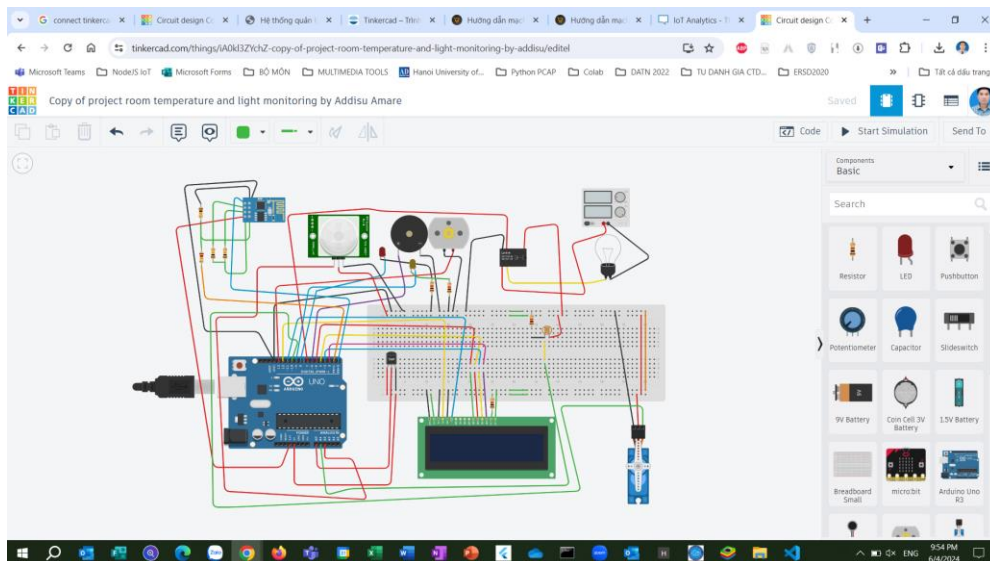 connect tinkerca
Circuit design C
Hệ thống quản
Tinkercad – Trìn
Hướng dẫn mạc
Hướng dẫn mạc
IoT Analytics - T
Circuit design C
tinkercad.com/things/iA0kI3ZYchZ-copy-of-project-room-temperature-and-light-monitoring-by-addisu/editel
Microsoft Teams
NodeJS IoT
Microsoft Forms
BỘ MÔN
MULTIMEDIA TOOLS
Hanoi University of...
Python PCAP
Colab
DATN 2022
TU DANH GIA CTD...
ERSD2020
Tất cả dấu trang
TIN
KER
CAD
Copy of project room temperature and light monitoring by Addisu Amare
Saved
Code
Start Simulation
Send To
Components
Basic
Search
Resistor
LED
Pushbutton
Potentiometer
Capacitor
Slideswitch
9V Battery
Coin Cell 3V
Battery
1.5V Battery
Breadboard
Small
micro:bit
Arduino Uno
R3
UNO
ARDUINO
ENG
9:54 PM
6/4/2024